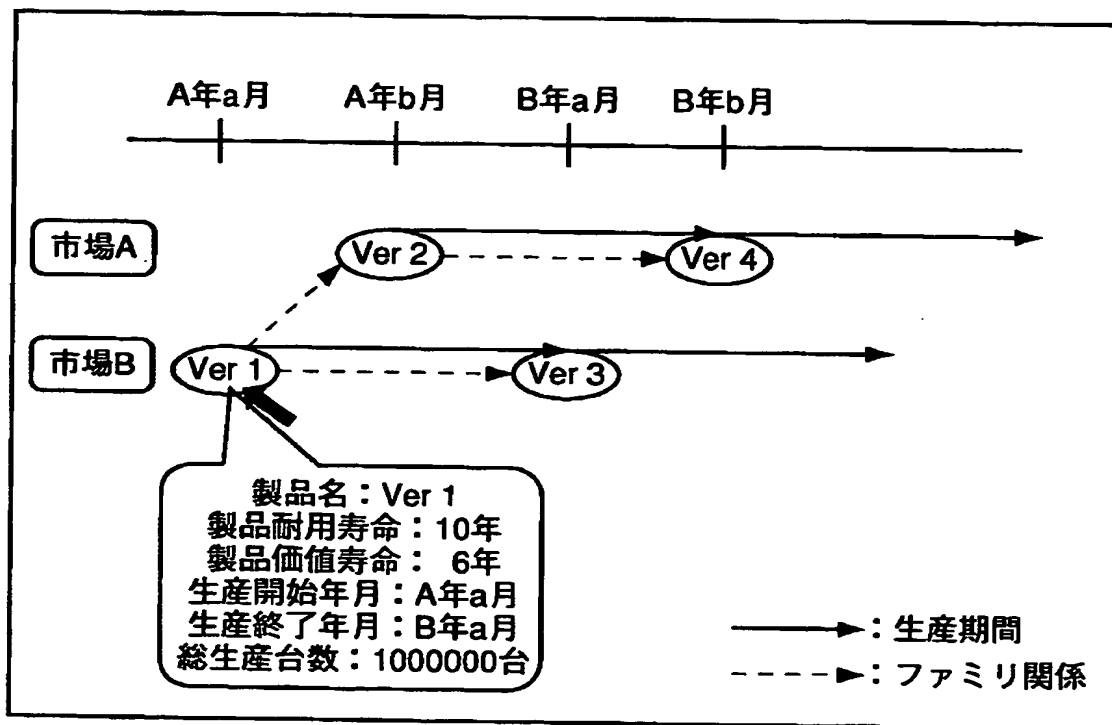 A年a月 A年b月 B年a月 B年b月
市場A
Ver 2
Ver 4
市場B
Ver 1
Ver 3
製品名：Ver 1
製品耐用寿命：10年
製品価値寿命： 6年
生産開始年月：A年a月
生産終了年月：B年a月
総生産台数：1000000台
：生産期間
：ファミリ関係